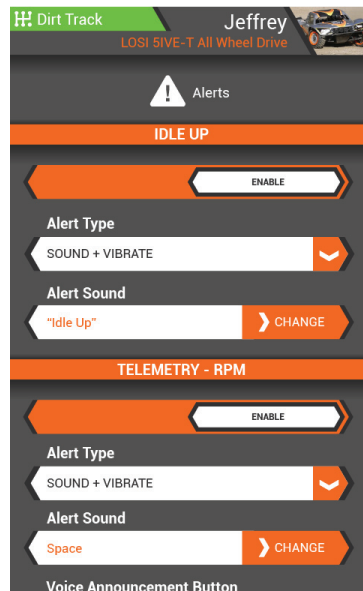 Dirt Track
Jeffrey
LOSI 5IVE-T All Wheel Drive
Alerts
IDLE UP
ENABLE
Alert Type
SOUND + VIBRATE
Alert Sound
“Idle Up”
CHANGE
TELEMETRY - RPM
ENABLE
Alert Type
SOUND + VIBRATE
Alert Sound
Space
CHANGE
Voice Announcement Button